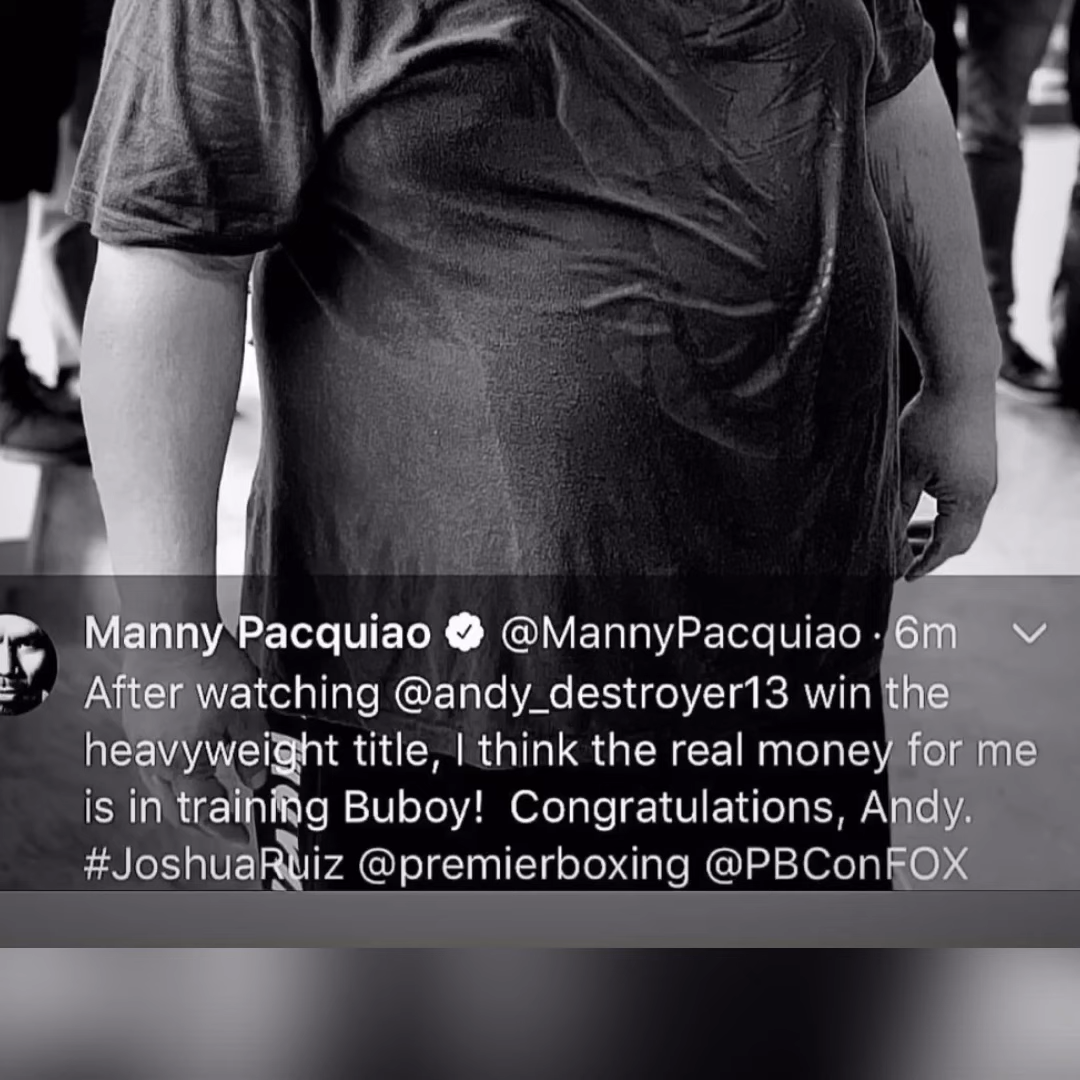 Manny Pacquiao @MannyPacquiao · 6m
After watching @andy_destroyer13 win the
heavyweight title, I think the real money for me
is in training Buboy! Congratulations, Andy.
#JoshuaRuiz @premierboxing @PBConFOX